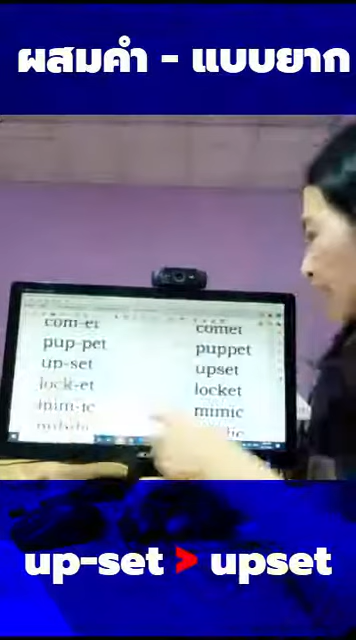 ผสมคำ - แบบยาก
com-et comet
pup-pet puppet
up-set upset
lock-et locket
mim-ic mimic
up-set > upset